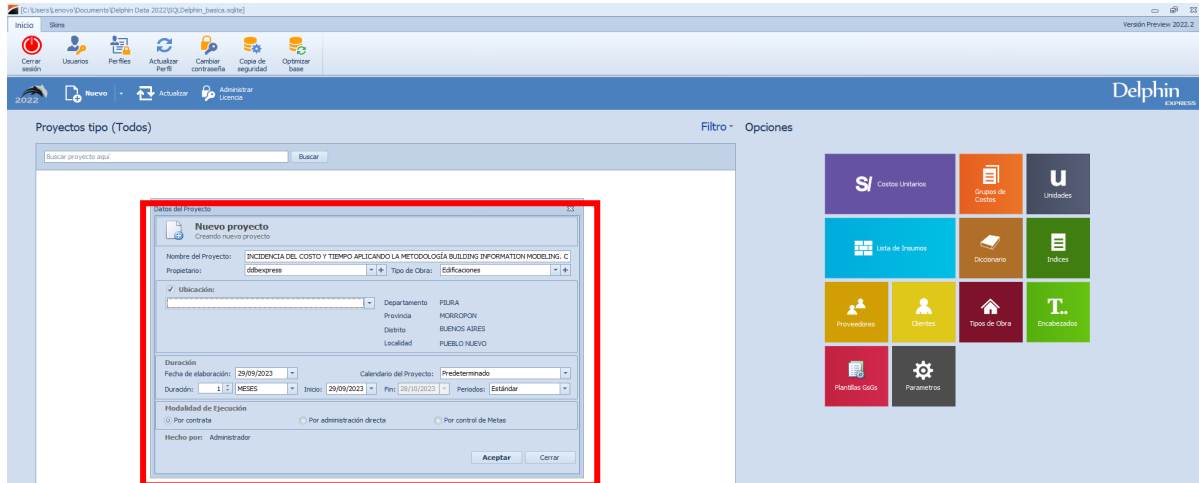 [C:\Users\Lenovo\Documents\Delphin Data 2022\SQLDelphin_basica.sqlite]
Inicio Skins Versión Preview 2022.2
Cerrar sesión
Usuarios
Perfiles
Actualizar Perfil
Cambiar contraseña
Copia de seguridad
Optimizar base
2022
Nuevo
Actualizar
Administrar Licencia
Delphin
EXPRESS
Proyectos tipo (Todos) Filtro
Buscar proyecto aquí Buscar
Datos del Proyecto
Nuevo proyecto
Creando nuevo proyecto
Nombre del Proyecto: INCIDENCIA DEL COSTO Y TIEMPO APLICANDO LA METODOLOGÍA BUILDING INFORMATION MODELING. C
Propietario: ddbexpress + Tipo de Obra: Edificaciones +
Ubicación:
Departamento PIURA
Provincia MORROPON
Distrito BUENOS AIRES
Localidad PUEBLO NUEVO
Duración
Fecha de elaboración: 29/09/2023 Calendario del Proyecto: Predeterminado
Duración: 1 MESES Inicio: 29/09/2023 Fin: 28/10/2023 Periodos: Estándar
Modalidad de Ejecución
Por contrata Por administración directa Por control de Metas
Hecho por: Administrador
Aceptar Cerrar
Opciones
S/ Costos Unitarios
Grupos de Costos
u
Unidades
Lista de Insumos
Diccionario
Indices
Proveedores
Clientes
Tipos de Obra
T..
Encabezados
Plantillas GsGs
Parametros